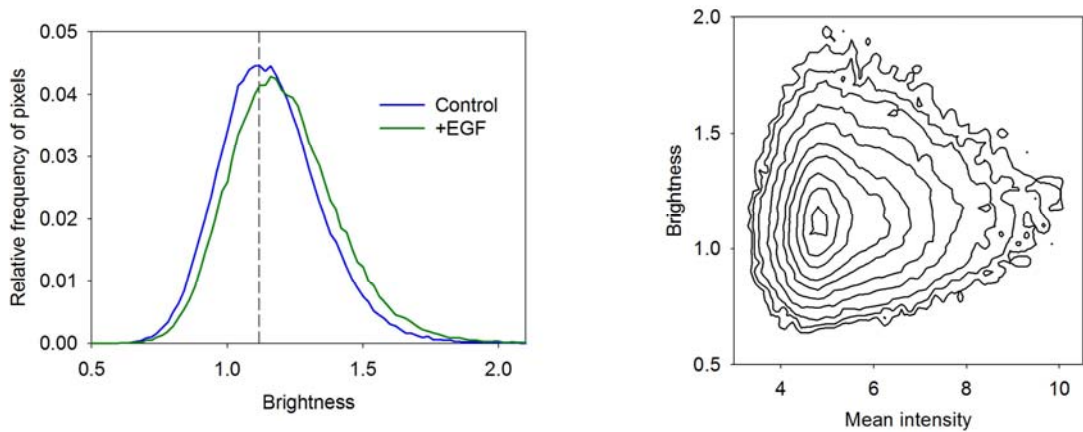 0.05
0.04
0.03
0.02
0.01
0.00
Relative frequency of pixels
Control
+EGF
0.5 1.0 1.5 2.0
Brightness
2.0
1.5
1.0
0.5
Brightness
4 6 8 10
Mean intensity